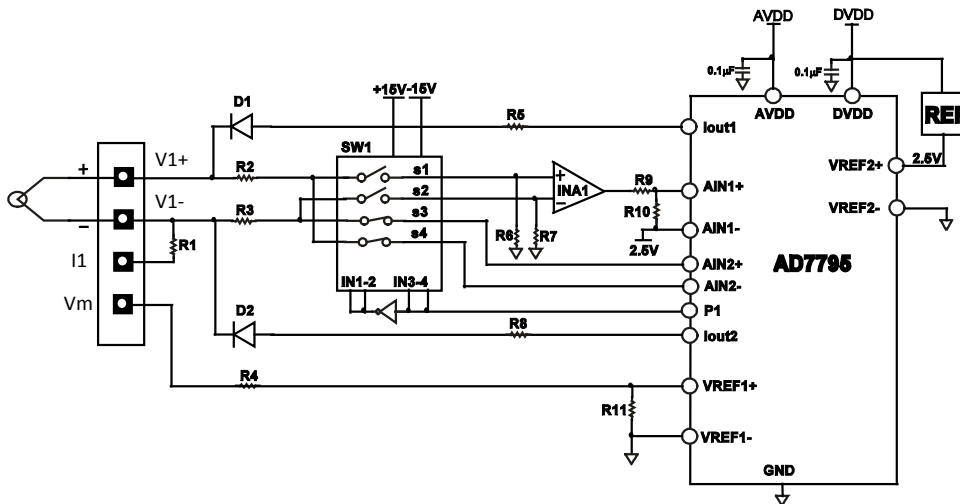 AVDD DVDD
0.1µF 0.1µF
+15V -15V
D1 R5 Iout1 AVDD DVDD REF
V1+ R2 SW1 s1 VREF2+ 2.5V
+ s2 INA1 + − R9 AIN1+
V1- R3 s3 R10 VREF2-
− s4 R6 R7 AIN1-
R1 2.5V
I1 AIN2+ AD7795
AIN2-
Vm IN1-2 IN3-4 P1
D2 R8 Iout2
R4 VREF1+
R11
VREF1-
GND